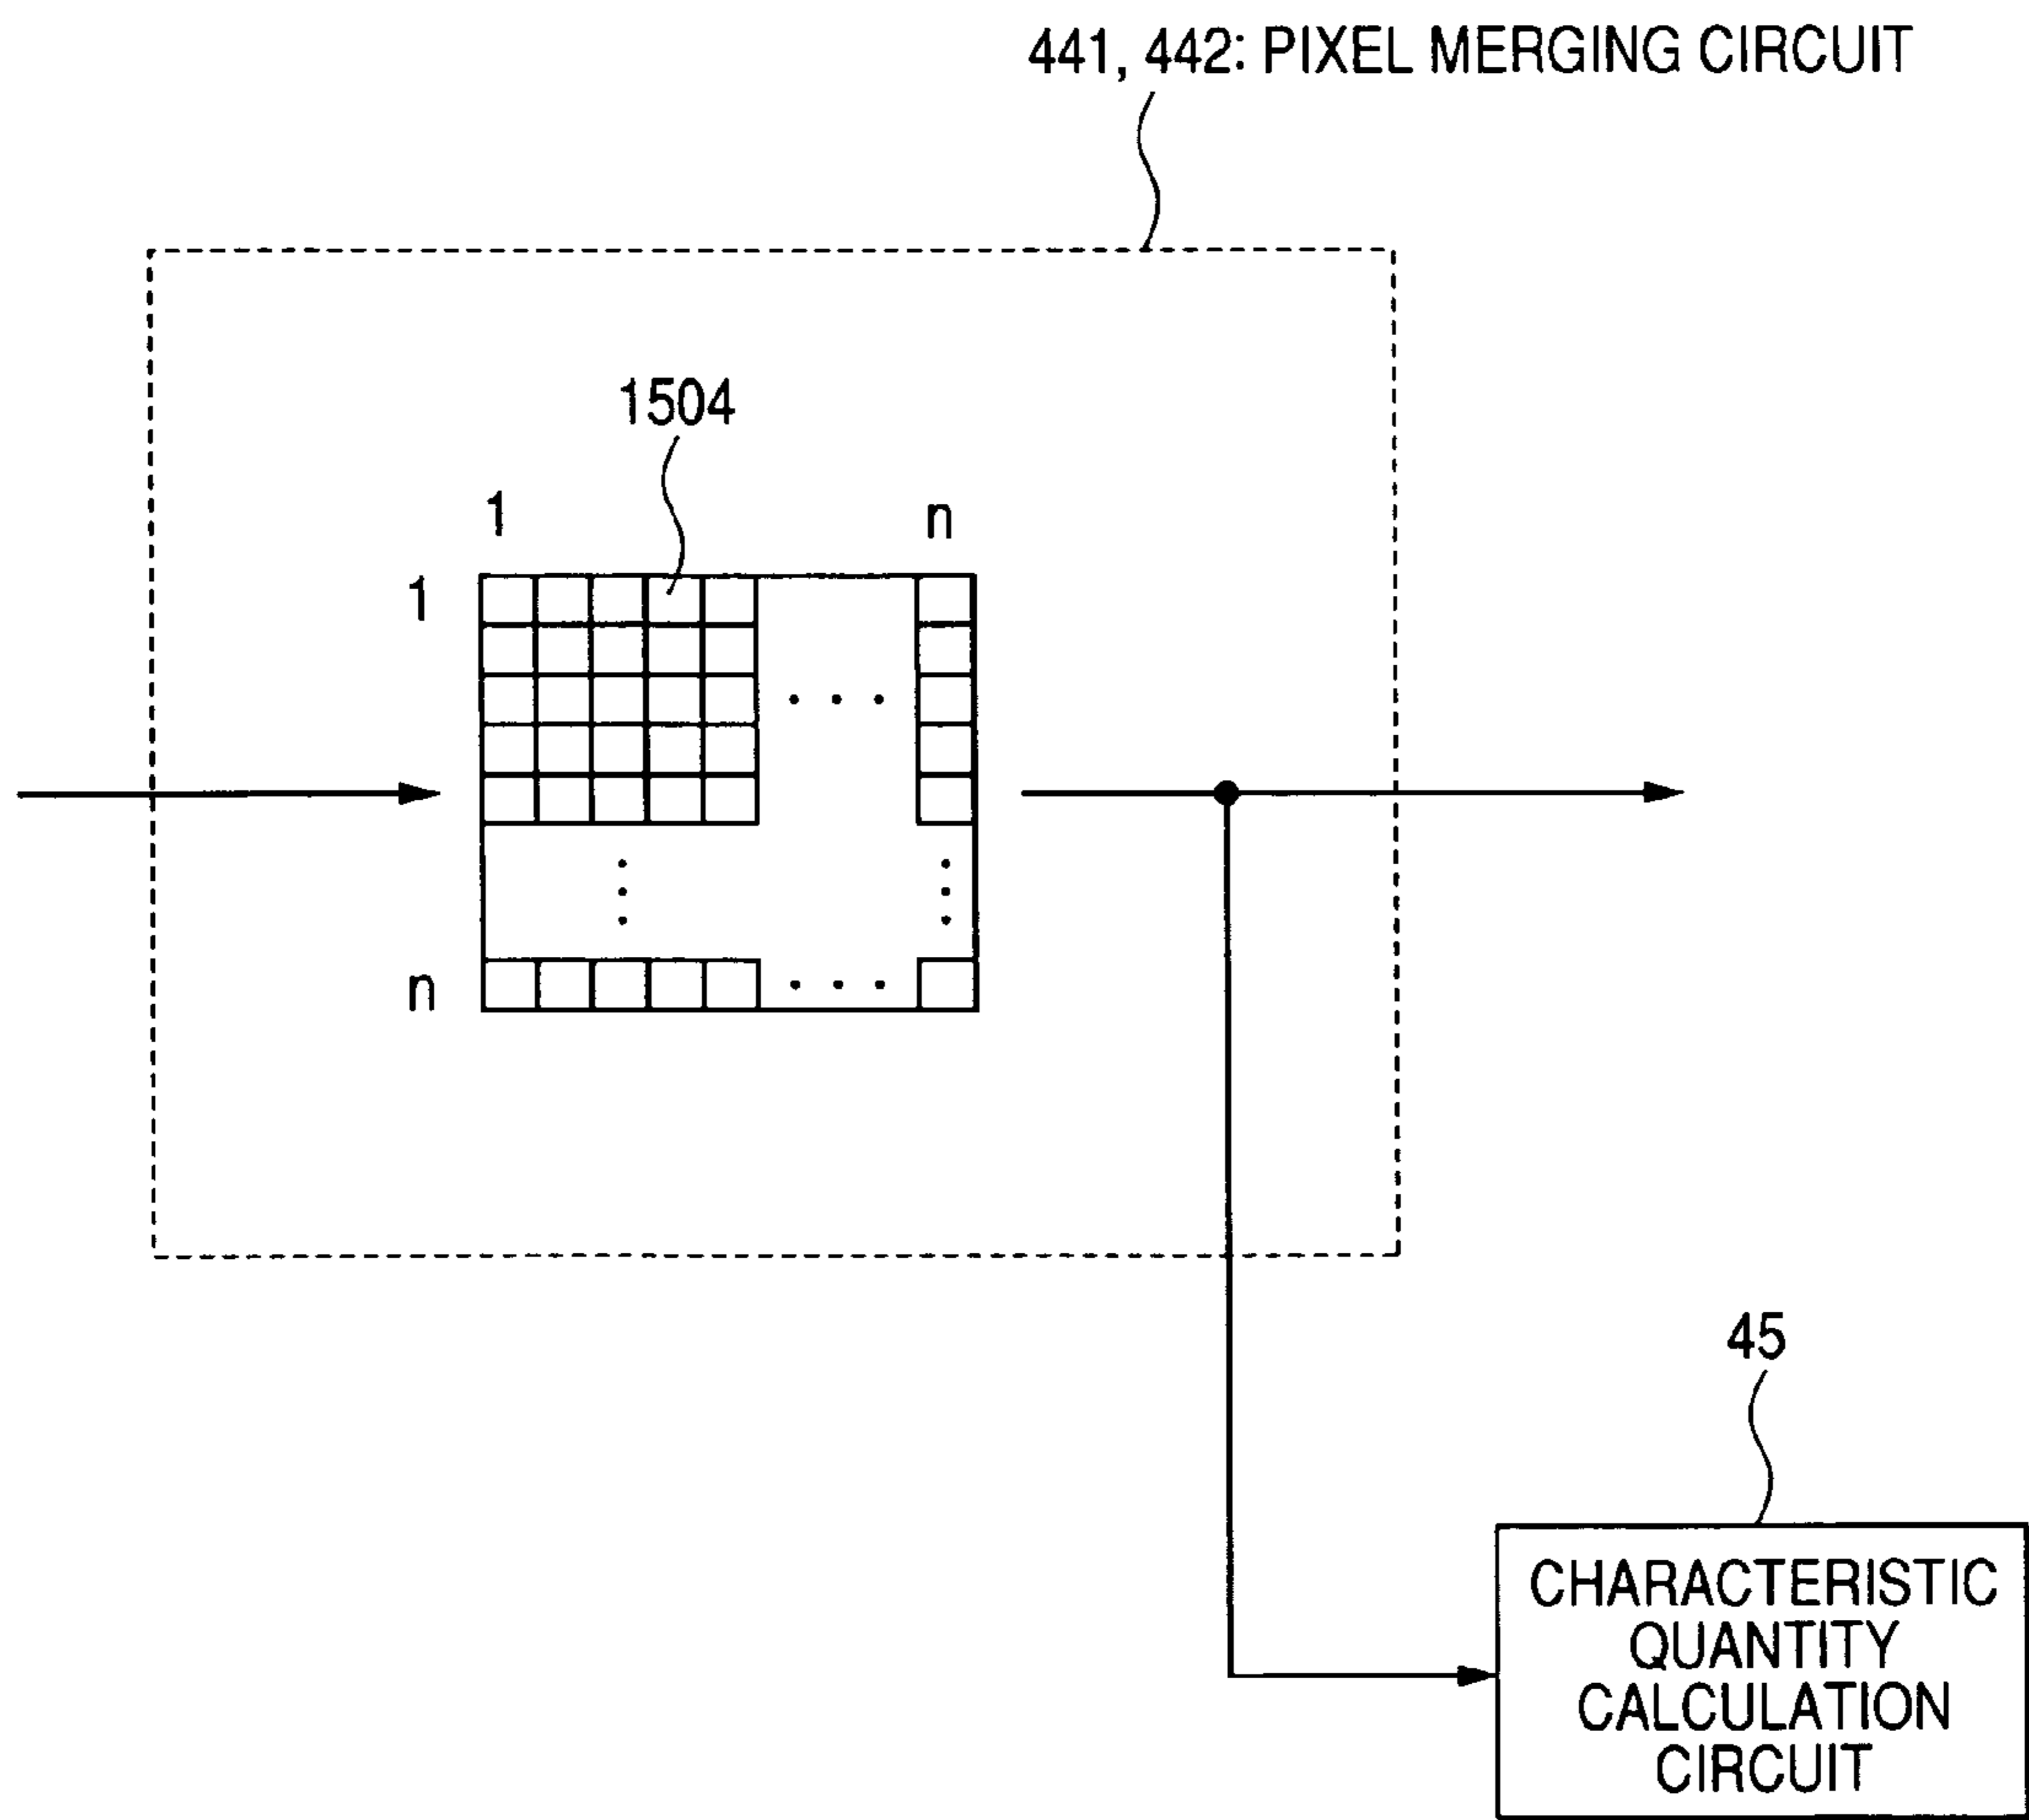 441, 442: PIXEL MERGING CIRCUIT
1504
1
n
1
n
45
CHARACTERISTIC
QUANTITY
CALCULATION
CIRCUIT